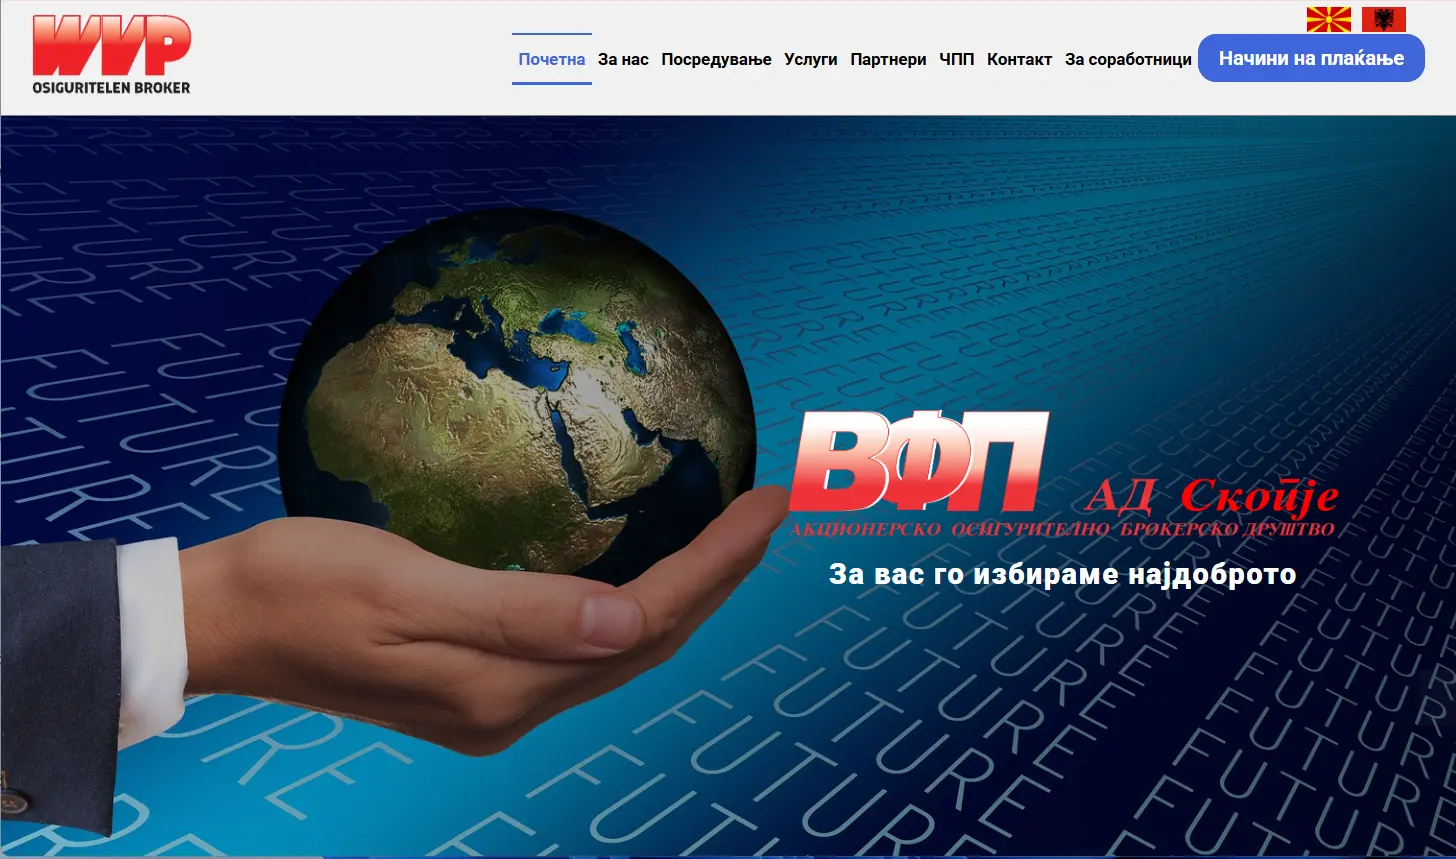 WVP
OSIGURITELEN BROKER
Почетна За нас Посредување Услуги Партнери ЧПП Контакт За соработници Начини на плаќање
ВФП АД Скопје
АКЦИОНЕРСКО ОСИГУРИТЕЛНО БРОКЕРСКО ДРУШТВО
За вас го избираме најдоброто
FUTURE FUTURE FUTURE FUTURE